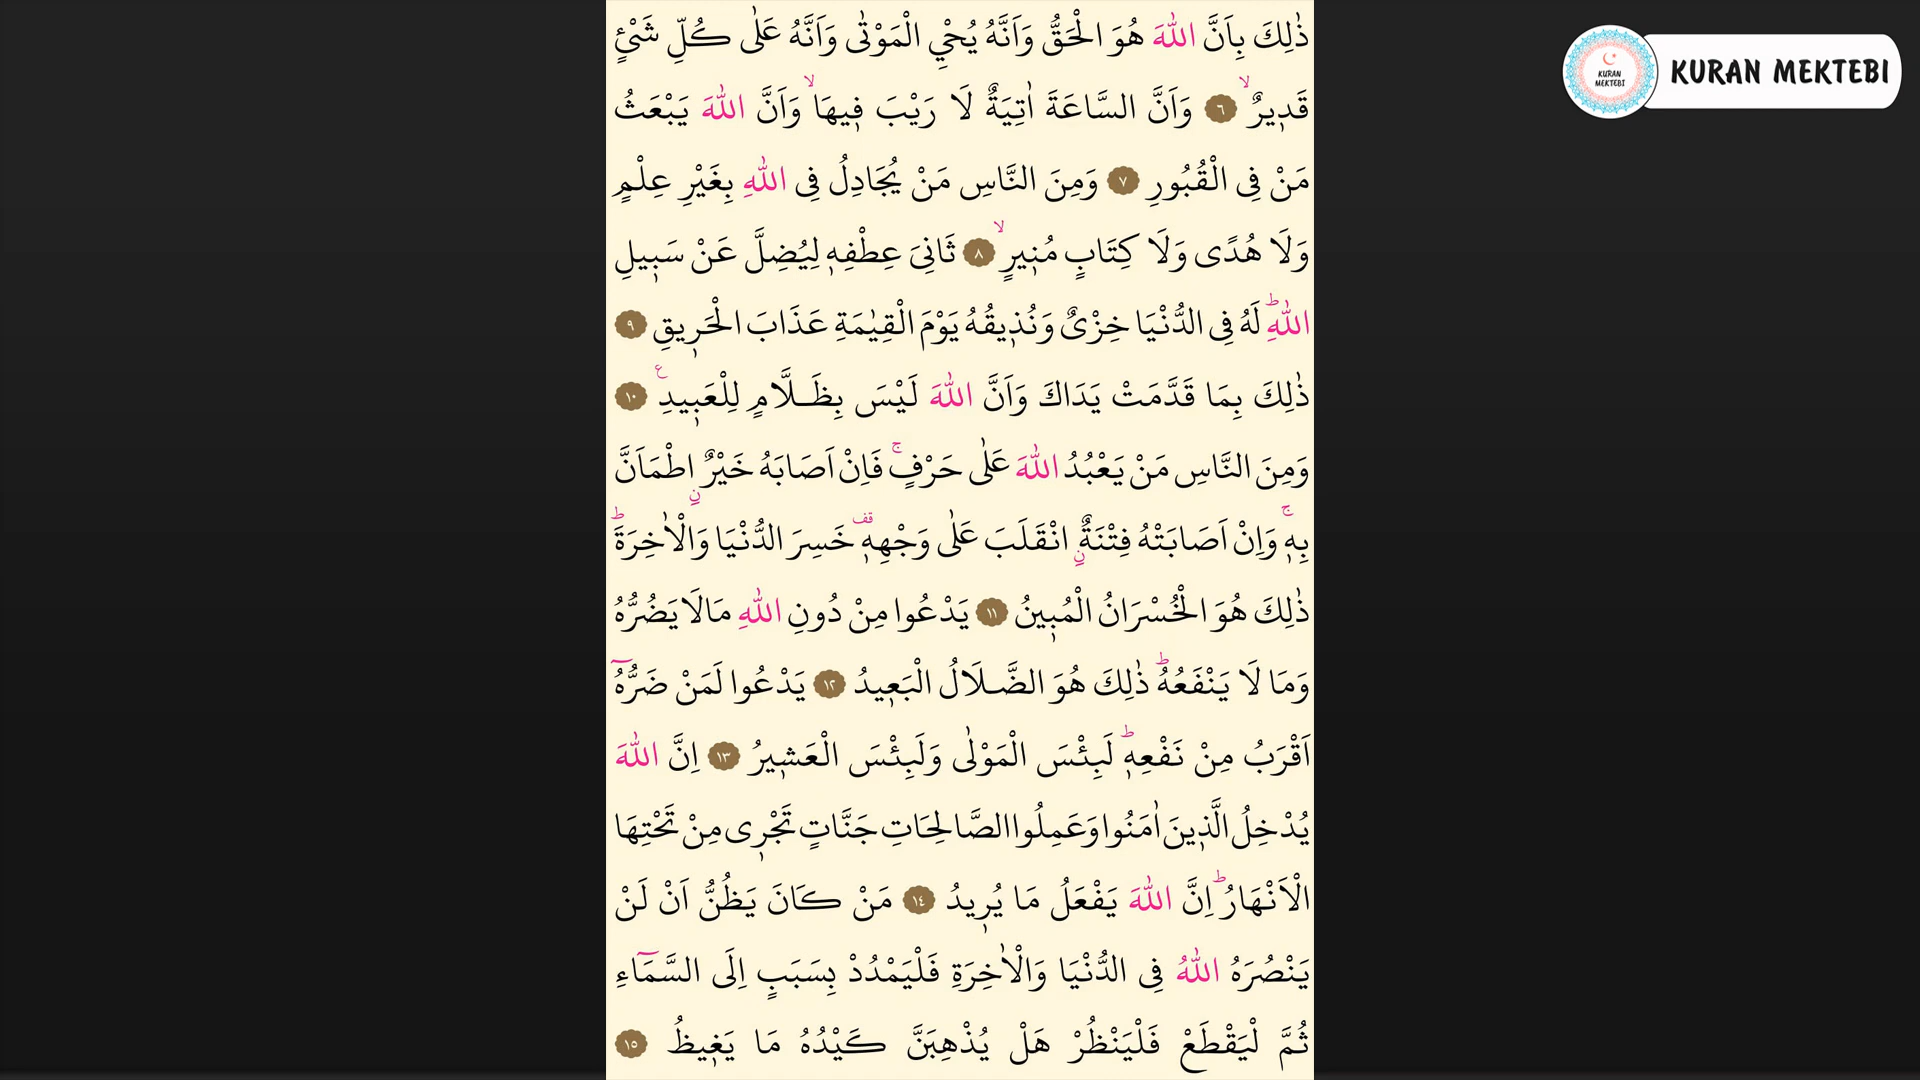 ذٰلِكَ بِاَنَّ اللّٰهَ هُوَ الْحَقُّ وَاَنَّهُ يُحْيِ الْمَوْتٰى وَاَنَّهُ عَلٰى كُلِّ شَيْءٍ
قَد۪يرٌۙ ٦ وَاَنَّ السَّاعَةَ اٰتِيَةٌ لَا رَيْبَ ف۪يهَاۙ وَاَنَّ اللّٰهَ يَبْعَثُ
مَنْ فِى الْقُبُورِ ٧ وَمِنَ النَّاسِ مَنْ يُجَادِلُ فِى اللّٰهِ بِغَيْرِ عِلْمٍ
وَلَا هُدًى وَلَا كِتَابٍ مُن۪يرٍۙ ٨ ثَانِىَ عِطْفِه۪ لِيُضِلَّ عَنْ سَب۪يلِ
اللّٰهِۜ لَهُ فِى الدُّنْيَا خِزْىٌ وَنُذ۪يقُهُ يَوْمَ الْقِيٰمَةِ عَذَابَ الْحَر۪يقِ ٩
ذٰلِكَ بِمَا قَدَّمَتْ يَدَاكَ وَاَنَّ اللّٰهَ لَيْسَ بِظَلَّامٍ لِلْعَب۪يدِ ع ١٠
وَمِنَ النَّاسِ مَنْ يَعْبُدُ اللّٰهَ عَلٰى حَرْفٍۚ فَاِنْ اَصَابَهُ خَيْرٌ نِ اطْمَاَنَّ
بِه۪ۚ وَاِنْ اَصَابَتْهُ فِتْنَةٌ نِ انْقَلَبَ عَلٰى وَجْهِه۪ قف خَسِرَ الدُّنْيَا وَالْاٰخِرَةَۜ
ذٰلِكَ هُوَ الْخُسْرَانُ الْمُب۪ينُ ١١ يَدْعُوا مِنْ دُونِ اللّٰهِ مَا لَا يَضُرُّهُ
وَمَا لَا يَنْفَعُهُۜ ذٰلِكَ هُوَ الضَّلَالُ الْبَع۪يدُ ١٢ يَدْعُوا لَمَنْ ضَرُّهُٓ
اَقْرَبُ مِنْ نَفْعِه۪ۜ لَبِئْسَ الْمَوْلٰى وَلَبِئْسَ الْعَش۪يرُ ١٣ اِنَّ اللّٰهَ
يُدْخِلُ الَّذ۪ينَ اٰمَنُوا وَعَمِلُوا الصَّالِحَاتِ جَنَّاتٍ تَجْر۪ى مِنْ تَحْتِهَا
الْاَنْهَارُۜ اِنَّ اللّٰهَ يَفْعَلُ مَا يُر۪يدُ ١٤ مَنْ كَانَ يَظُنُّ اَنْ لَنْ
يَنْصُرَهُ اللّٰهُ فِى الدُّنْيَا وَالْاٰخِرَةِ فَلْيَمْدُدْ بِسَبَبٍ اِلَى السَّمَٓاءِ
ثُمَّ لْيَقْطَعْ فَلْيَنْظُرْ هَلْ يُذْهِبَنَّ كَيْدُهُ مَا يَغ۪يظُ ١٥
KURAN MEKTEBI
KURAN MEKTEBI